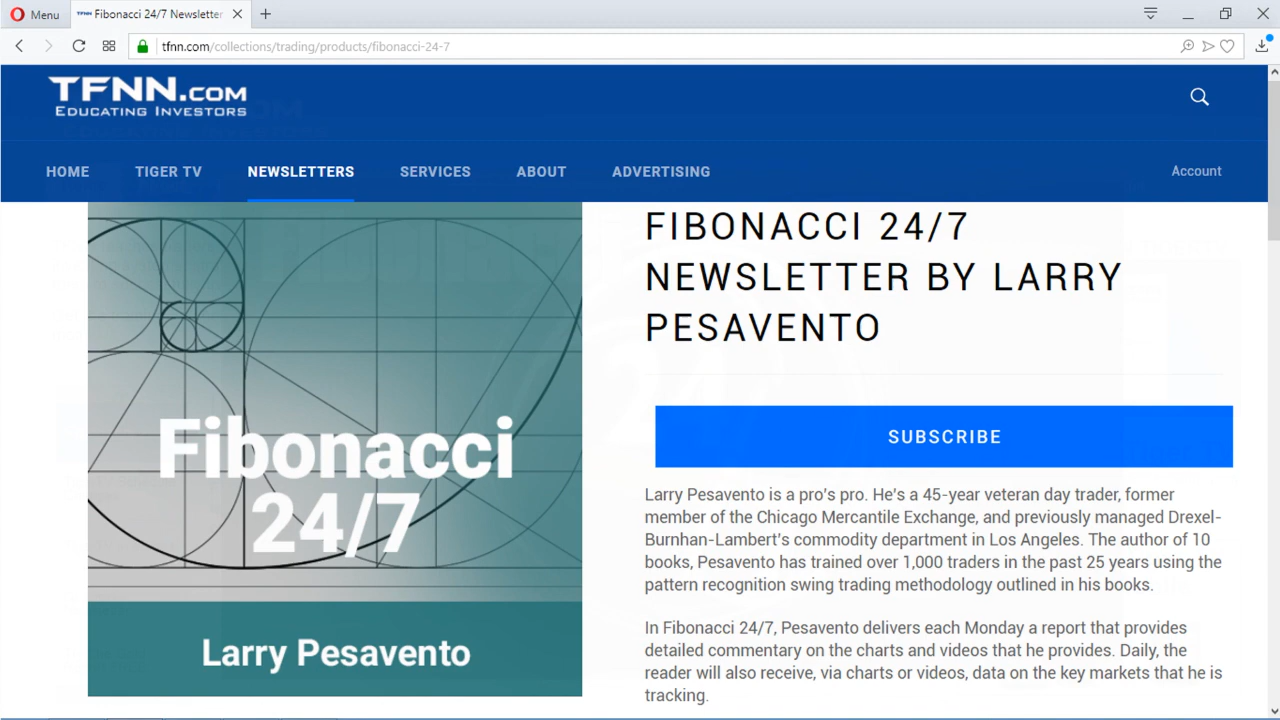 Menu
Fibonacci 24/7 Newsletter
tfnn.com/collections/trading/products/fibonacci-24-7
TFNN.COM
EDUCATING INVESTORS
HOME TIGER TV NEWSLETTERS SERVICES ABOUT ADVERTISING Account
Fibonacci
24/7
Larry Pesavento
FIBONACCI 24/7
NEWSLETTER BY LARRY
PESAVENTO
SUBSCRIBE
Larry Pesavento is a pro's pro. He's a 45-year veteran day trader, former
member of the Chicago Mercantile Exchange, and previously managed Drexel-
Burnhan-Lambert's commodity department in Los Angeles. The author of 10
books, Pesavento has trained over 1,000 traders in the past 25 years using the
pattern recognition swing trading methodology outlined in his books.
In Fibonacci 24/7, Pesavento delivers each Monday a report that provides
detailed commentary on the charts and videos that he provides. Daily, the
reader will also receive, via charts or videos, data on the key markets that he is
tracking.